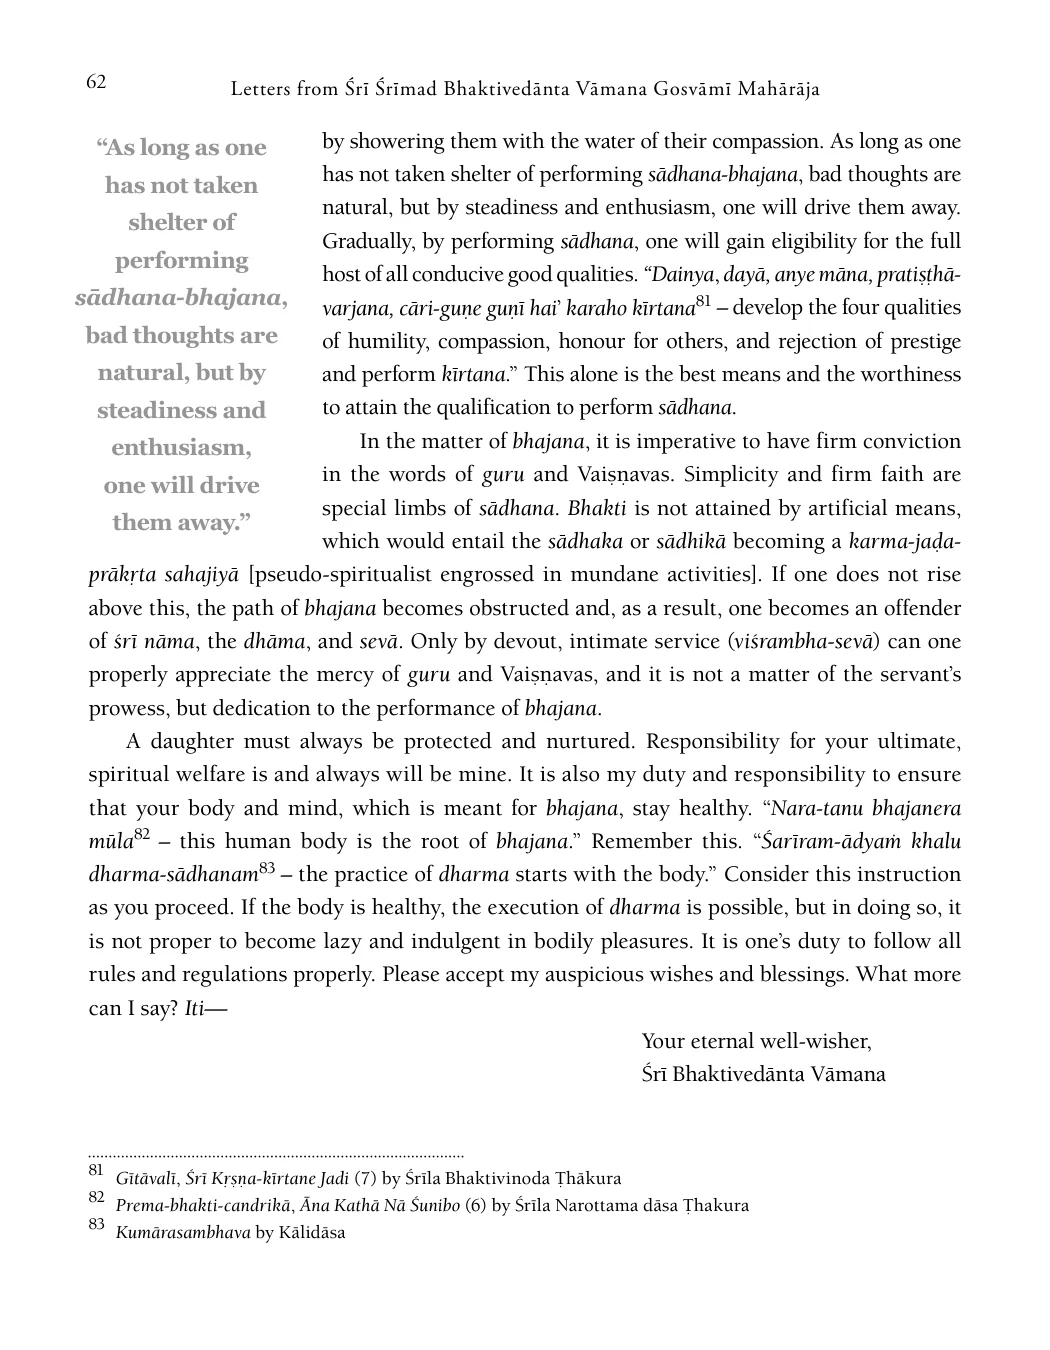 62
Letters from Śrī Śrīmad Bhaktivedānta Vāmana Gosvāmī Mahārāja
“As long as one
has not taken
shelter of
performing
sādhana-bhajana,
bad thoughts are
natural, but by
steadiness and
enthusiasm,
one will drive
them away.”
by showering them with the water of their compassion. As long as one
has not taken shelter of performing sādhana-bhajana, bad thoughts are
natural, but by steadiness and enthusiasm, one will drive them away.
Gradually, by performing sādhana, one will gain eligibility for the full
host of all conducive good qualities. “Dainya, dayā, anye māna, pratiṣṭhā-
varjana, cāri-guṇe guṇī hai’ karaho kīrtana81 – develop the four qualities
of humility, compassion, honour for others, and rejection of prestige
and perform kīrtana.” This alone is the best means and the worthiness
to attain the qualification to perform sādhana.
In the matter of bhajana, it is imperative to have firm conviction
in the words of guru and Vaiṣṇavas. Simplicity and firm faith are
special limbs of sādhana. Bhakti is not attained by artificial means,
which would entail the sādhaka or sādhikā becoming a karma-jaḍa-
prākṛta sahajiyā [pseudo-spiritualist engrossed in mundane activities]. If one does not rise
above this, the path of bhajana becomes obstructed and, as a result, one becomes an offender
of śrī nāma, the dhāma, and sevā. Only by devout, intimate service (viśrambha-sevā) can one
properly appreciate the mercy of guru and Vaiṣṇavas, and it is not a matter of the servant’s
prowess, but dedication to the performance of bhajana.
A daughter must always be protected and nurtured. Responsibility for your ultimate,
spiritual welfare is and always will be mine. It is also my duty and responsibility to ensure
that your body and mind, which is meant for bhajana, stay healthy. “Nara-tanu bhajanera
mūla82 – this human body is the root of bhajana.” Remember this. “Śarīram-ādyaṁ khalu
dharma-sādhanam83 – the practice of dharma starts with the body.” Consider this instruction
as you proceed. If the body is healthy, the execution of dharma is possible, but in doing so, it
is not proper to become lazy and indulgent in bodily pleasures. It is one’s duty to follow all
rules and regulations properly. Please accept my auspicious wishes and blessings. What more
can I say? Iti—
Your eternal well-wisher,
Śrī Bhaktivedānta Vāmana
81 Gītāvalī, Śrī Kṛṣṇa-kīrtane Jadi (7) by Śrīla Bhaktivinoda Ṭhākura
82 Prema-bhakti-candrikā, Āna Kathā Nā Śunibo (6) by Śrīla Narottama dāsa Ṭhakura
83 Kumārasambhava by Kālidāsa